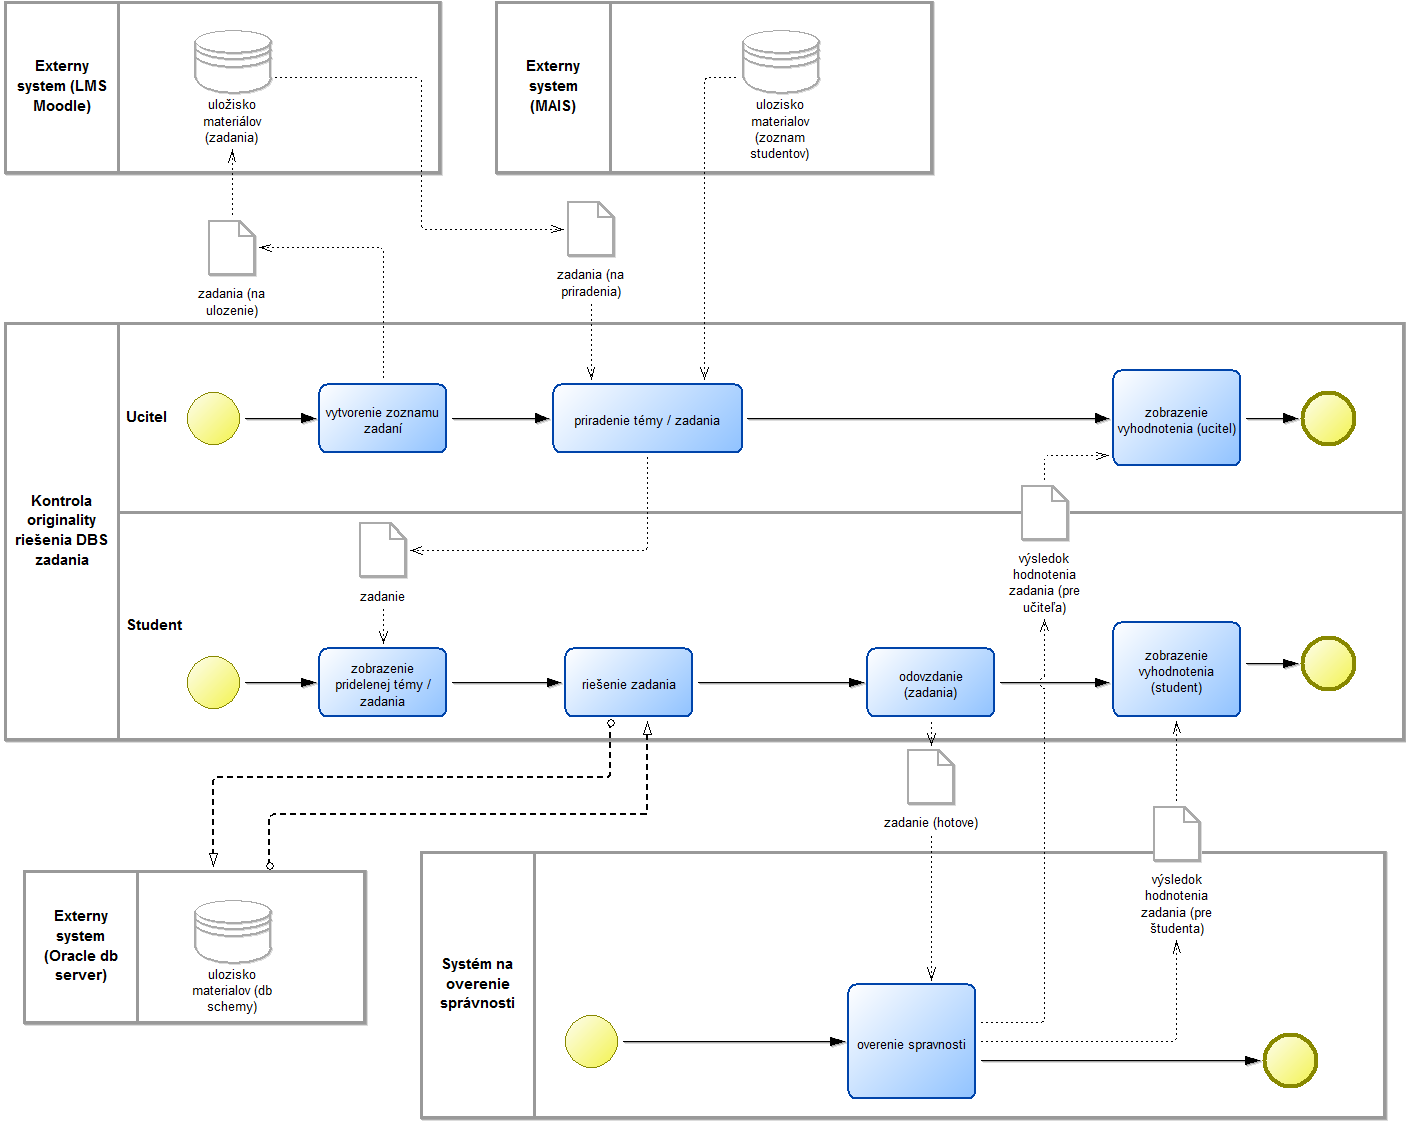 Externy
system (LMS
Moodle)
uložisko
materiálov
(zadania)
Externy
system
(MAIS)
ulozisko
materialov
(zoznam
studentov)
zadania (na
ulozenie)
zadania (na
priradenia)
Kontrola
originality
riešenia DBS
zadania
Ucitel
vytvorenie zoznamu
zadaní
priradenie témy / zadania
zobrazenie
vyhodnotenia (ucitel)
zadanie
výsledok
hodnotenia
zadania (pre
učiteľa)
Student
zobrazenie
pridelenej témy /
zadania
riešenie zadania
odovzdanie
(zadania)
zobrazenie
vyhodnotenia
(student)
zadanie (hotove)
výsledok
hodnotenia
zadania (pre
študenta)
Externy
system
(Oracle db
server)
ulozisko
materialov (db
schemy)
Systém na
overenie
správnosti
overenie spravnosti